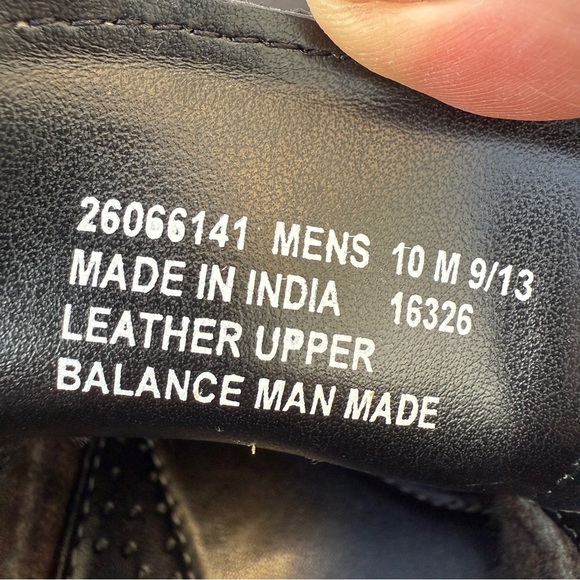 26066141 MENS 10 M 9/13
MADE IN INDIA 16326
LEATHER UPPER
BALANCE MAN MADE